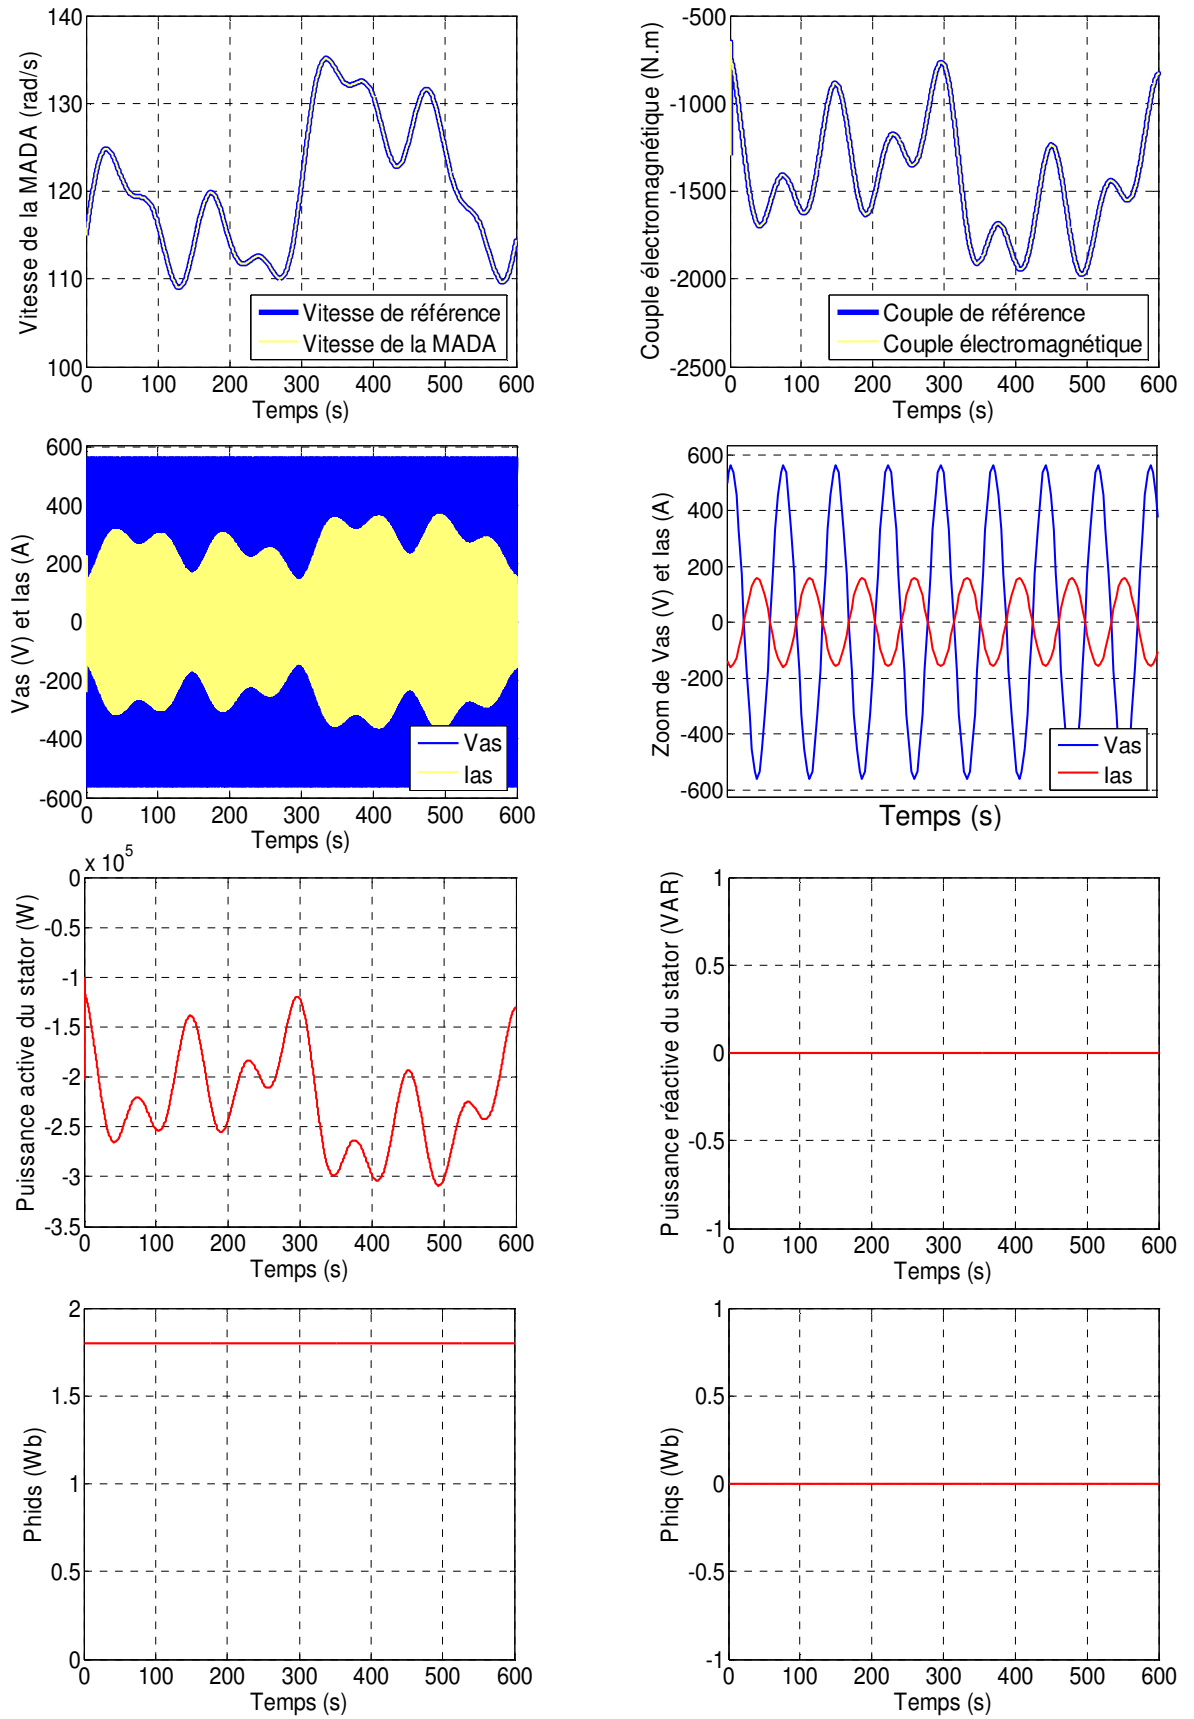 140
130
120
110
100
Vitesse de la MADA (rad/s)
Vitesse de référence
Vitesse de la MADA
0 100 200 300 400 500 600
Temps (s)
-500
-1000
-1500
-2000
-2500
Couple électromagnétique (N.m)
Couple de référence
Couple électromagnétique
0 100 200 300 400 500 600
Temps (s)
600
400
200
0
-200
-400
-600
Vas (V) et Ias (A)
Vas
Ias
0 100 200 300 400 500 600
Temps (s)
600
400
200
0
-200
-400
-600
Zoom de Vas (V) et Ias (A)
Vas
Ias
Temps (s)
x 10^5
0
-0.5
-1
-1.5
-2
-2.5
-3
-3.5
Puissance active du stator (W)
0 100 200 300 400 500 600
Temps (s)
1
0.5
0
-0.5
-1
Puissance réactive du stator (VAR)
0 100 200 300 400 500 600
Temps (s)
2
1.5
1
0.5
0
Phids (Wb)
0 100 200 300 400 500 600
Temps (s)
1
0.5
0
-0.5
-1
Phiqs (Wb)
0 100 200 300 400 500 600
Temps (s)